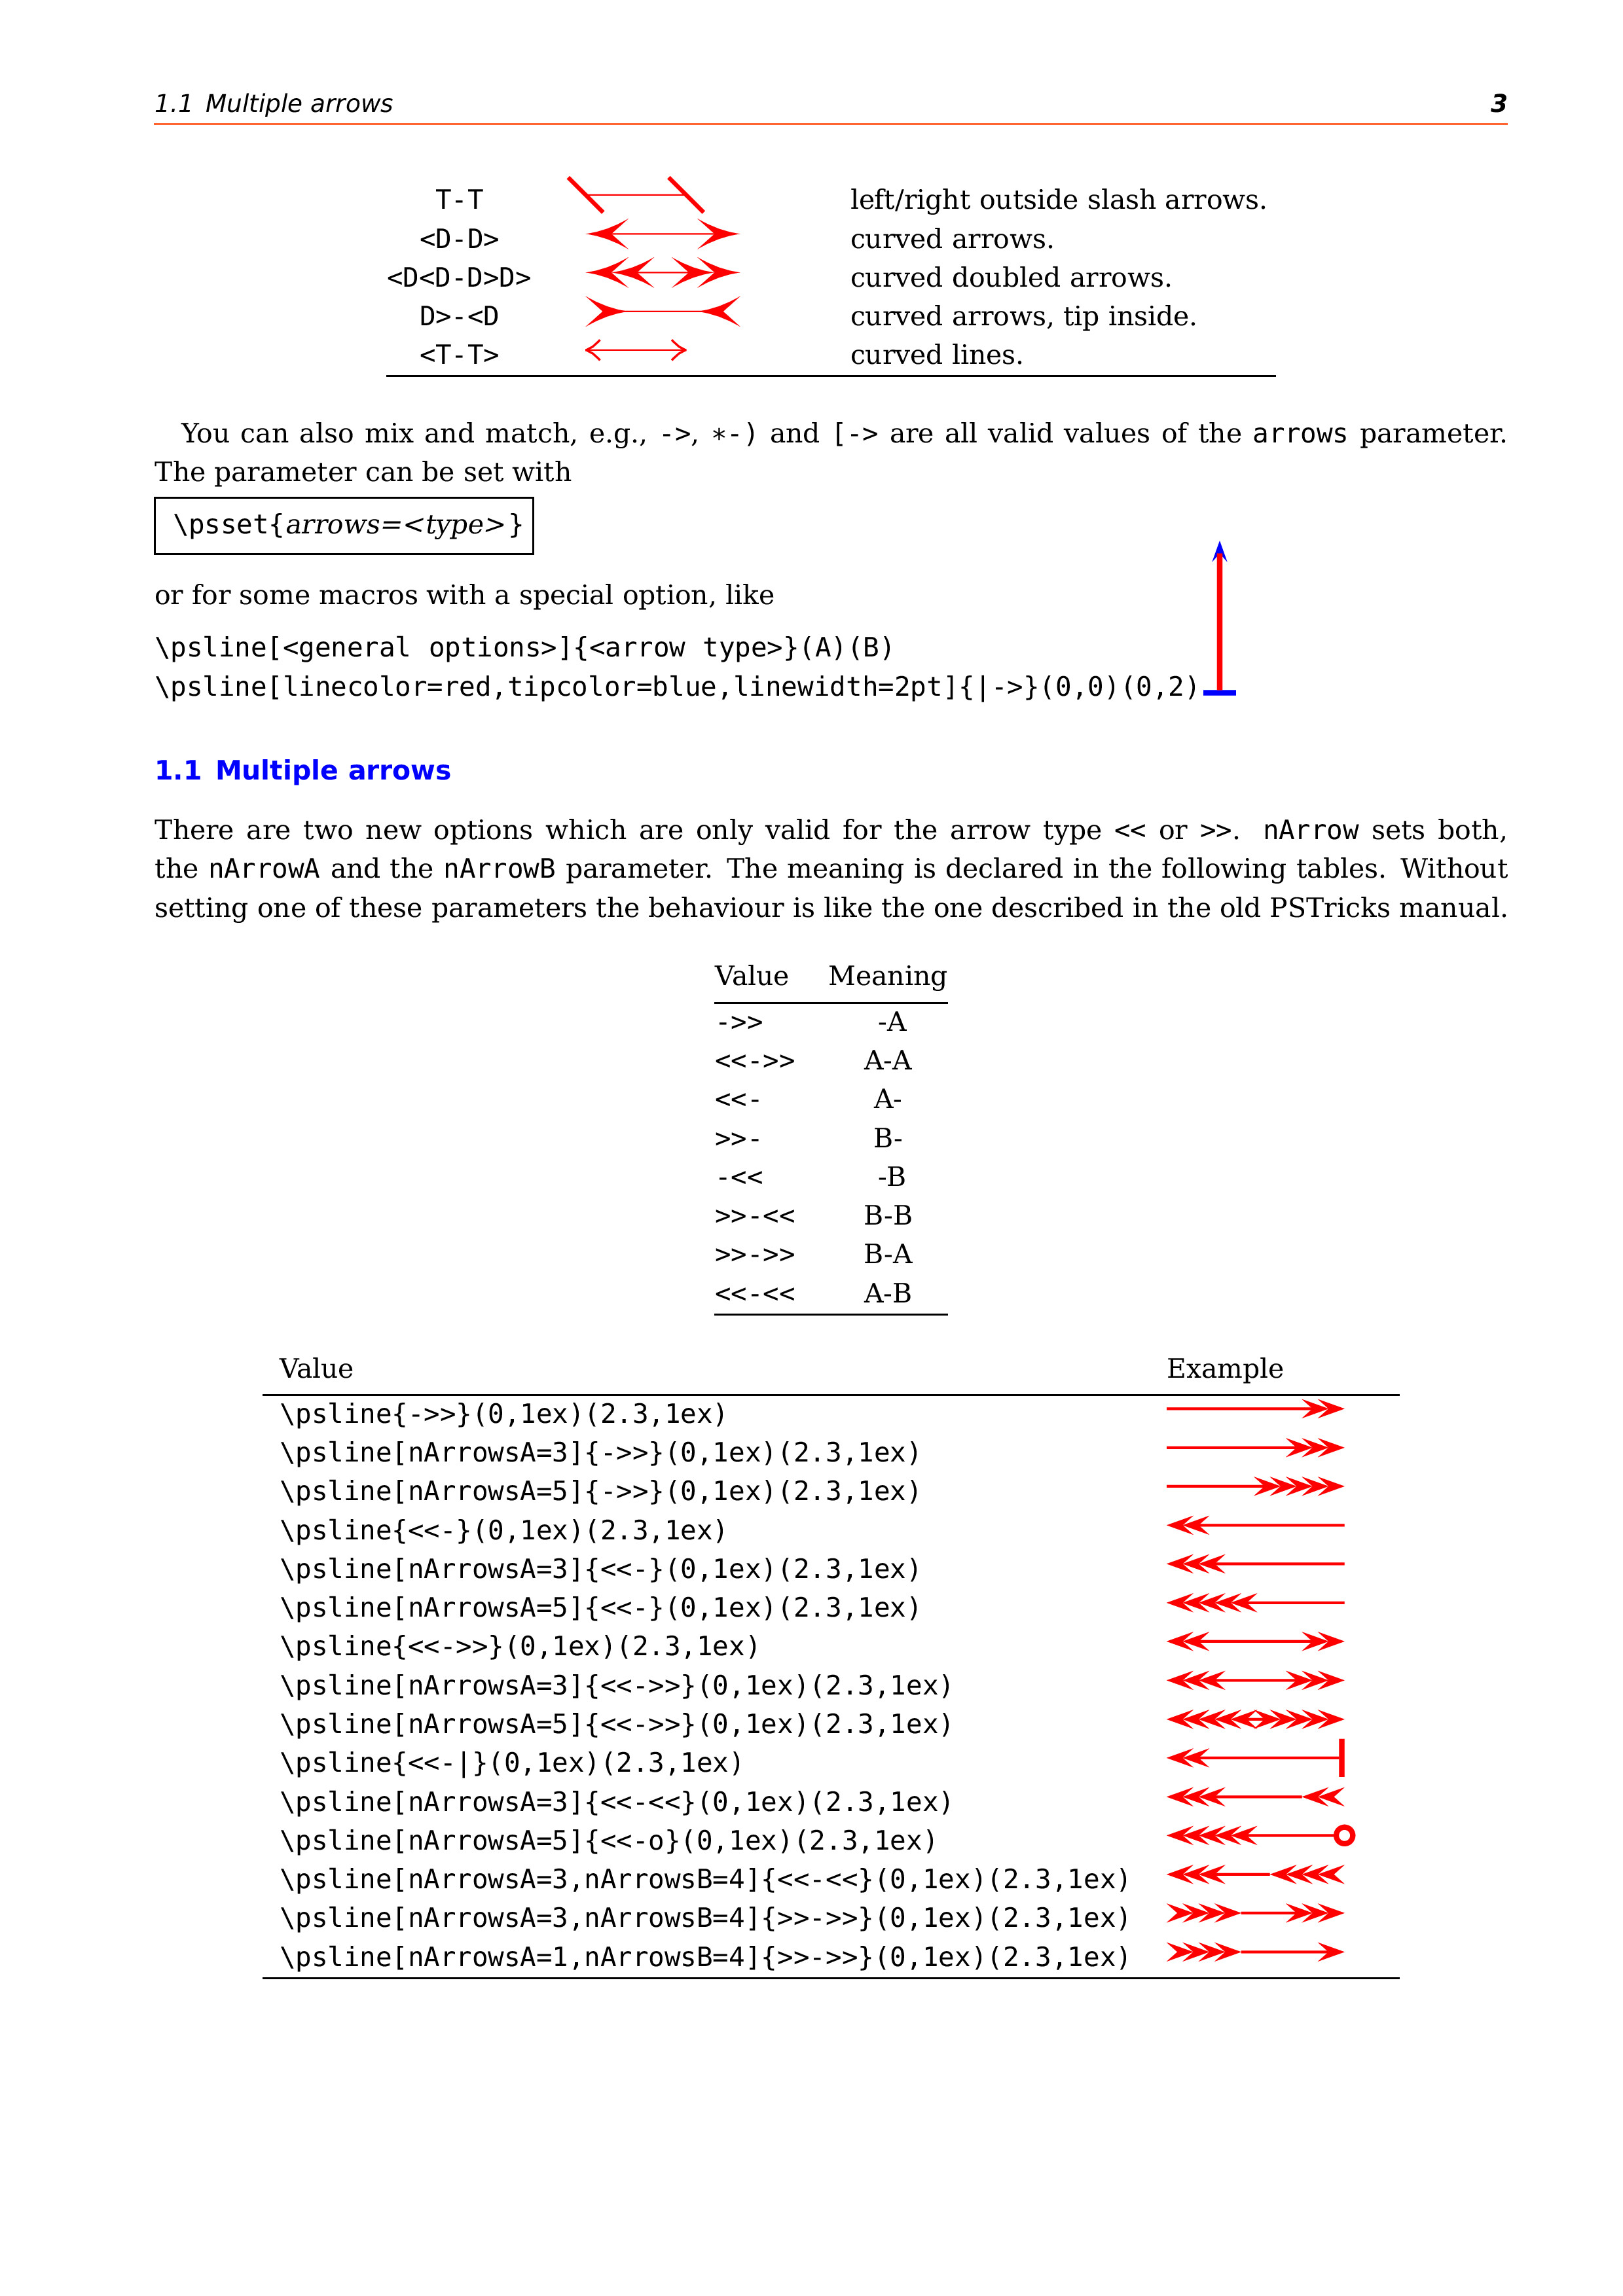 1.1 Multiple arrows 3
T-T left/right outside slash arrows.
<D-D> curved arrows.
<D<D-D>D> curved doubled arrows.
D>-<D curved arrows, tip inside.
<T-T> curved lines.
You can also mix and match, e.g., ->, *-) and [-> are all valid values of the arrows parameter.
The parameter can be set with
\psset{arrows=<type>}
or for some macros with a special option, like
\psline[<general options>]{<arrow type>}(A)(B)
\psline[linecolor=red,tipcolor=blue,linewidth=2pt]{|->}(0,0)(0,2)
1.1 Multiple arrows
There are two new options which are only valid for the arrow type << or >>. nArrow sets both,
the nArrowA and the nArrowB parameter. The meaning is declared in the following tables. Without
setting one of these parameters the behaviour is like the one described in the old PSTricks manual.
Value Meaning
->> -A
<<->> A-A
<<- A-
>>- B-
-<< -B
>>-<< B-B
>>->> B-A
<<-<< A-B
Value Example
\psline{->>}(0,1ex)(2.3,1ex)
\psline[nArrowsA=3]{->>}(0,1ex)(2.3,1ex)
\psline[nArrowsA=5]{->>}(0,1ex)(2.3,1ex)
\psline{<<-}(0,1ex)(2.3,1ex)
\psline[nArrowsA=3]{<<-}(0,1ex)(2.3,1ex)
\psline[nArrowsA=5]{<<-}(0,1ex)(2.3,1ex)
\psline{<<->>}(0,1ex)(2.3,1ex)
\psline[nArrowsA=3]{<<->>}(0,1ex)(2.3,1ex)
\psline[nArrowsA=5]{<<->>}(0,1ex)(2.3,1ex)
\psline{<<-|}(0,1ex)(2.3,1ex)
\psline[nArrowsA=3]{<<-<<}(0,1ex)(2.3,1ex)
\psline[nArrowsA=5]{<<-o}(0,1ex)(2.3,1ex)
\psline[nArrowsA=3,nArrowsB=4]{<<-<<}(0,1ex)(2.3,1ex)
\psline[nArrowsA=3,nArrowsB=4]{>>->>}(0,1ex)(2.3,1ex)
\psline[nArrowsA=1,nArrowsB=4]{>>->>}(0,1ex)(2.3,1ex)